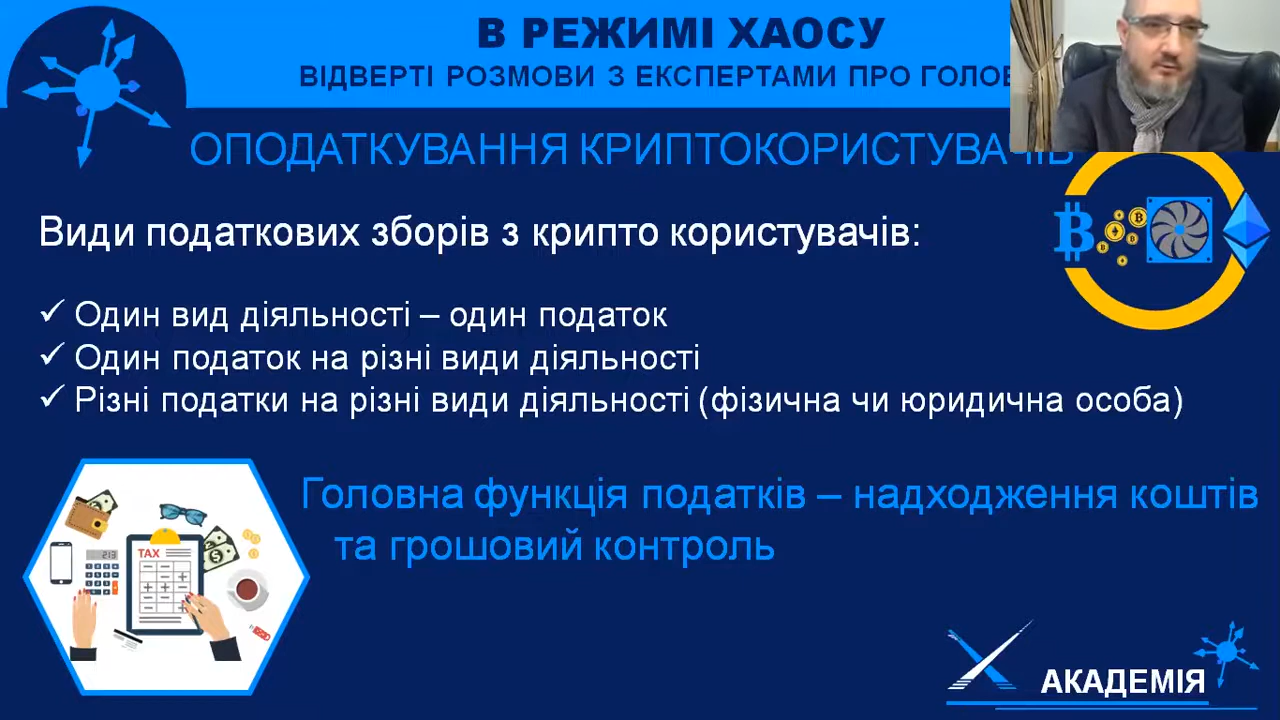 В РЕЖИМІ ХАОСУ
ВІДВЕРТІ РОЗМОВИ З ЕКСПЕРТАМИ ПРО
ОПОДАТКУВАННЯ КРИПТОКОРИСТУВАЧІВ
Види податкових зборів з крипто користувачів:
✓ Один вид діяльності – один податок
✓ Один податок на різні види діяльності
✓ Різні податки на різні види діяльності (фізична чи юридична особа)
Головна функція податків – надходження коштів
та грошовий контроль
TAX
АКАДЕМІЯ